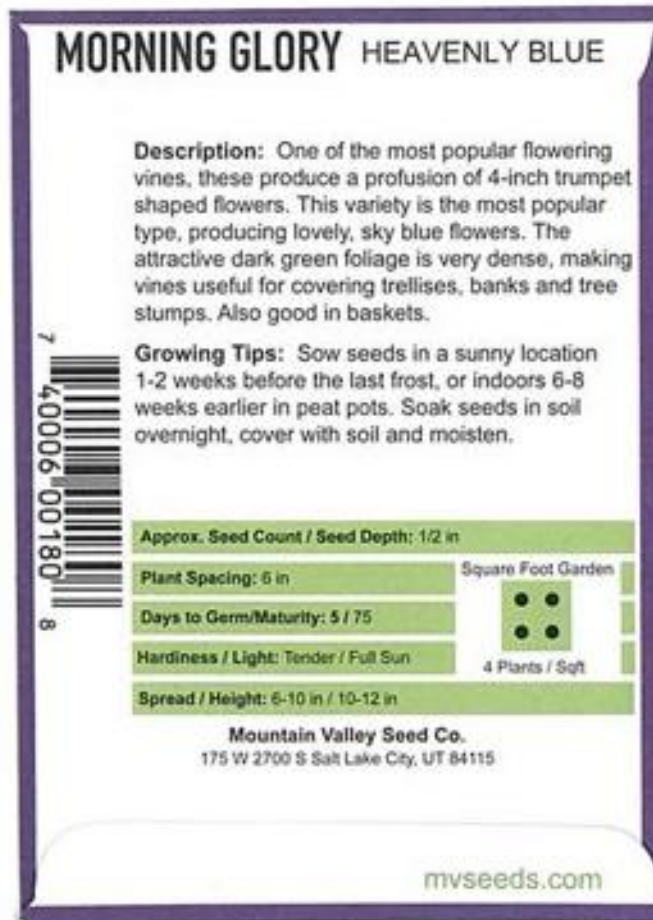 MORNING GLORY HEAVENLY BLUE
Description: One of the most popular flowering
vines, these produce a profusion of 4-inch trumpet
shaped flowers. This variety is the most popular
type, producing lovely, sky blue flowers. The
attractive dark green foliage is very dense, making
vines useful for covering trellises, banks and tree
stumps. Also good in baskets.
Growing Tips: Sow seeds in a sunny location
1-2 weeks before the last frost, or indoors 6-8
weeks earlier in peat pots. Soak seeds in soil
overnight, cover with soil and moisten.
7 40006 00180 8
Approx. Seed Count / Seed Depth: 1/2 in
Plant Spacing: 6 in
Days to Germ/Maturity: 5 / 75
Hardiness / Light: Tender / Full Sun
Spread / Height: 6-10 in / 10-12 in
Square Foot Garden
4 Plants / Sqft
Mountain Valley Seed Co.
175 W 2700 S Salt Lake City, UT 84115
mvseeds.com